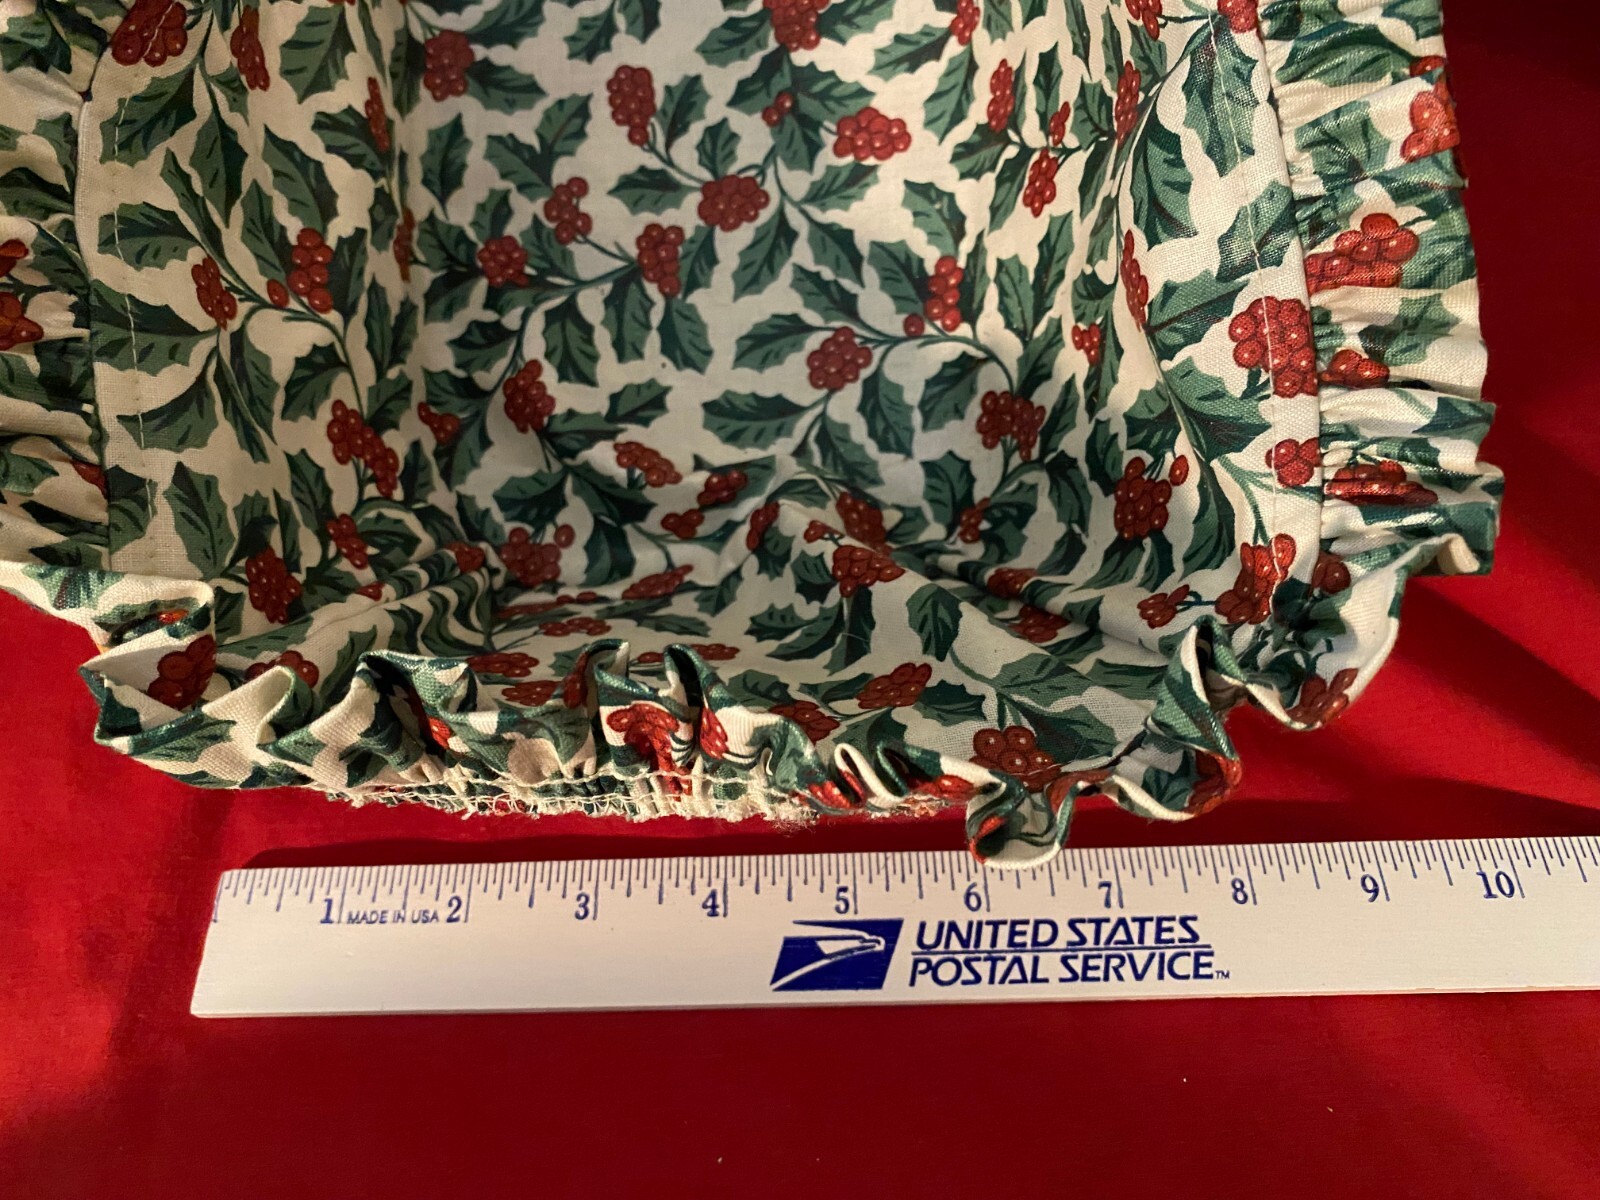 1 MADE IN USA 2 3 4 5 6 7 8 9 10
UNITED STATES
POSTAL SERVICE™